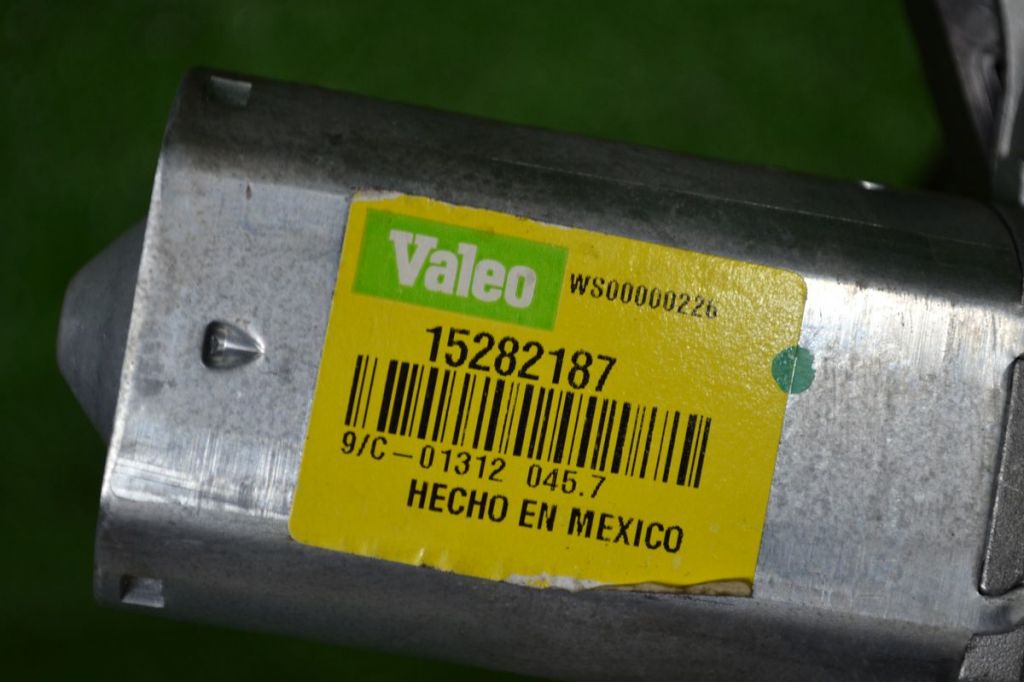 Valeo
WS00000226
15282187
9/C-01312 045.7
HECHO EN MEXICO